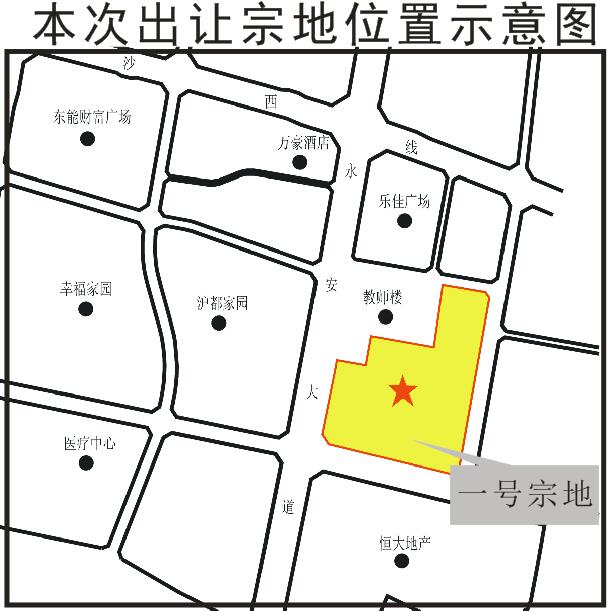 本次出让宗地位置示意图
沙
西
线
东能财富广场
万豪酒店
永
乐佳广场
安
幸福家园
沪都家园
教师楼
大
医疗中心
一号宗地
道
恒大地产